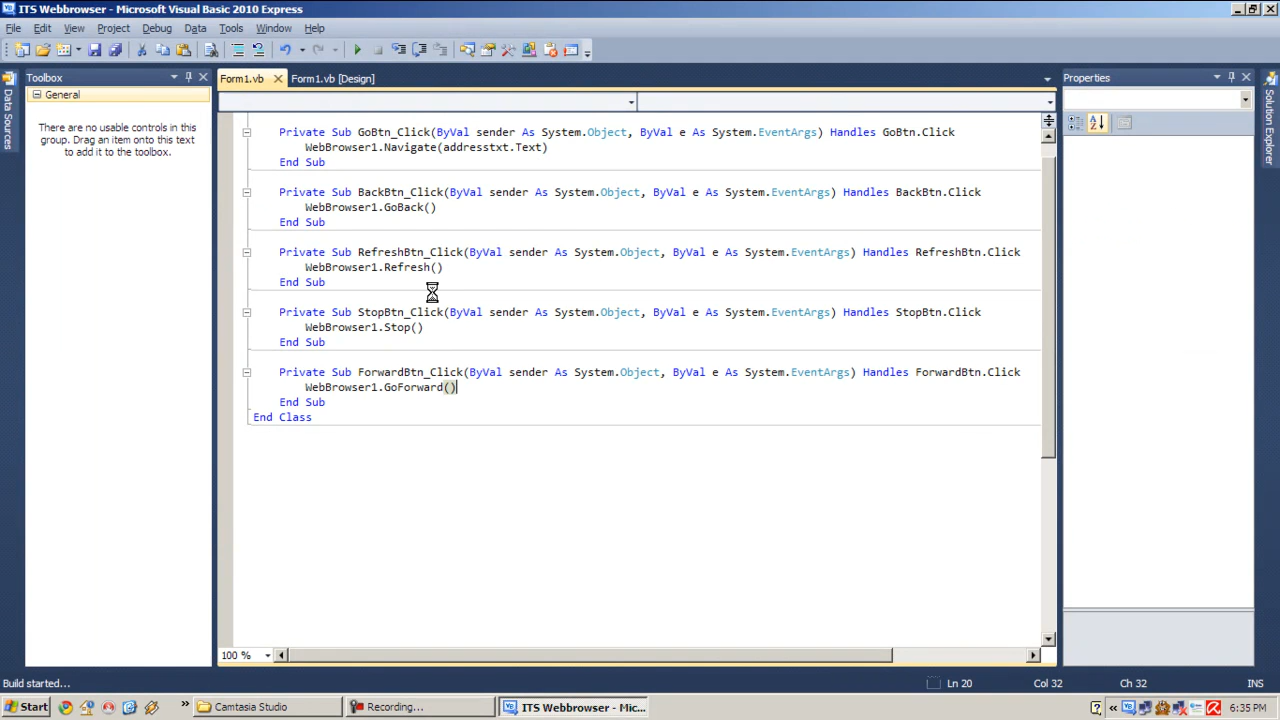 ITS Webbrowser - Microsoft Visual Basic 2010 Express
File Edit View Project Debug Data Tools Window Help
Toolbox
Form1.vb
Form1.vb [Design]
Properties
Data Sources
General
There are no usable controls in this
group. Drag an item onto this text
to add it to the toolbox.
Solution Explorer
Private Sub GoBtn_Click(ByVal sender As System.Object, ByVal e As System.EventArgs) Handles GoBtn.Click
WebBrowser1.Navigate(addresstxt.Text)
End Sub
Private Sub BackBtn_Click(ByVal sender As System.Object, ByVal e As System.EventArgs) Handles BackBtn.Click
WebBrowser1.GoBack()
End Sub
Private Sub RefreshBtn_Click(ByVal sender As System.Object, ByVal e As System.EventArgs) Handles RefreshBtn.Click
WebBrowser1.Refresh()
End Sub
Private Sub StopBtn_Click(ByVal sender As System.Object, ByVal e As System.EventArgs) Handles StopBtn.Click
WebBrowser1.Stop()
End Sub
Private Sub ForwardBtn_Click(ByVal sender As System.Object, ByVal e As System.EventArgs) Handles ForwardBtn.Click
WebBrowser1.GoForward()
End Sub
End Class
100 %
Build started...
Ln 20
Col 32
Ch 32
INS
Start
Camtasia Studio
Recording...
ITS Webbrowser - Mic...
6:35 PM